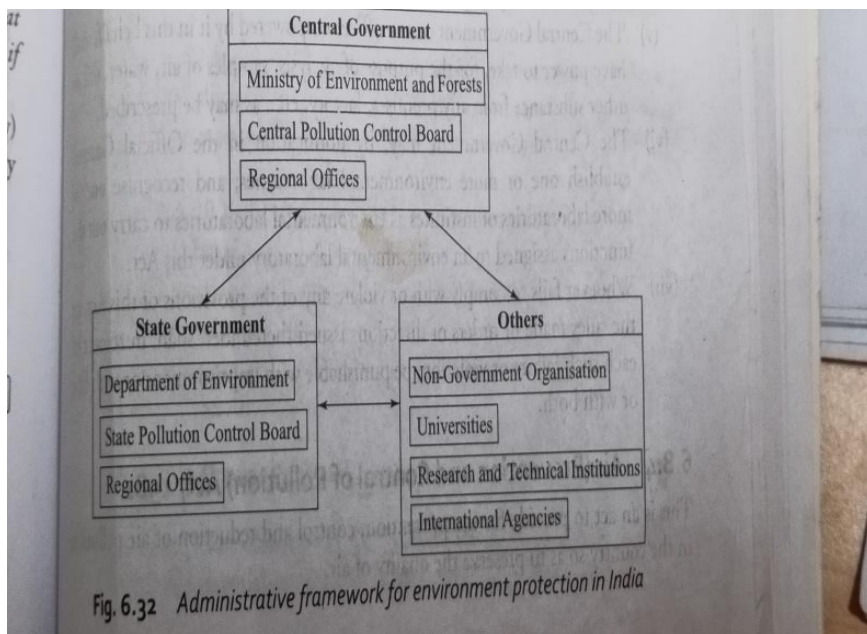 at
if
y
Central Government
Ministry of Environment and Forests
Central Pollution Control Board
Regional Offices
State Government
Department of Environment
State Pollution Control Board
Regional Offices
Others
Non-Government Organisation
Universities
Research and Technical Institutions
International Agencies
Fig. 6.32 Administrative framework for environment protection in India